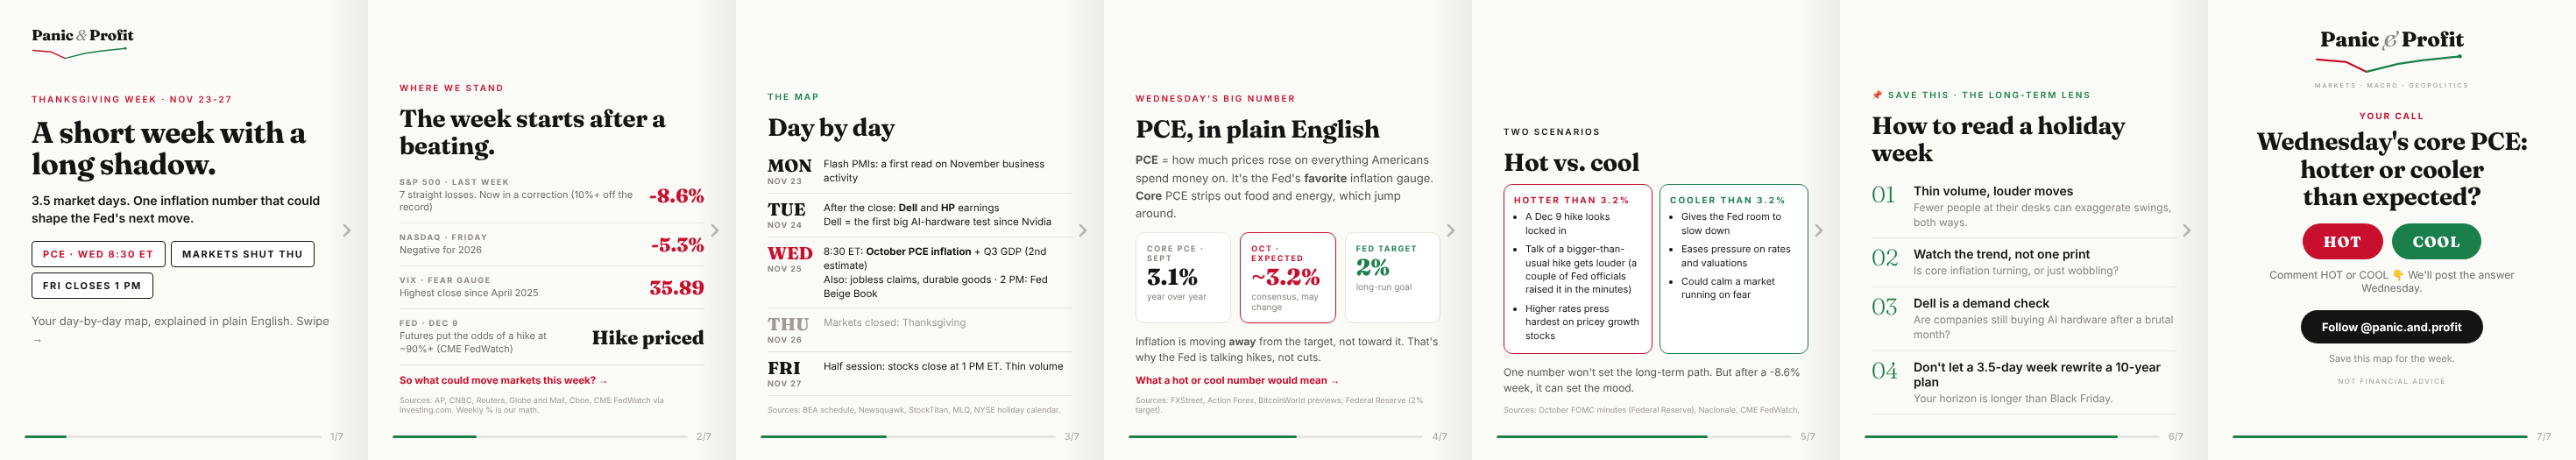 Panic & Profit
THANKSGIVING WEEK · NOV 23-27
A short week with a
long shadow.
3.5 market days. One inflation number that could
shape the Fed's next move.
PCE · WED 8:30 ET
MARKETS SHUT THU
FRI CLOSES 1 PM
Your day-by-day map, explained in plain English. Swipe
→
1/7
WHERE WE STAND
The week starts after a
beating.
S&P 500 · LAST WEEK
7 straight losses. Now in a correction (10%+ off the
record)
-8.6%
NASDAQ · FRIDAY
Negative for 2026
-5.3%
VIX · FEAR GAUGE
Highest close since April 2025
35.89
FED · DEC 9
Futures put the odds of a hike at
~90%+ (CME FedWatch)
Hike priced
So what could move markets this week? →
Sources: AP, CNBC, Reuters, Globe and Mail, Cboe, CME FedWatch via
Investing.com. Weekly % is our math.
2/7
THE MAP
Day by day
MON
NOV 23
Flash PMIs: a first read on November business
activity
TUE
NOV 24
After the close: Dell and HP earnings
Dell = the first big AI-hardware test since Nvidia
WED
NOV 25
8:30 ET: October PCE inflation + Q3 GDP (2nd
estimate)
Also: jobless claims, durable goods · 2 PM: Fed
Beige Book
THU
NOV 26
Markets closed: Thanksgiving
FRI
NOV 27
Half session: stocks close at 1 PM ET. Thin volume
Sources: BEA schedule, Newsquawk, StockTitan, MLQ, NYSE holiday calendar.
3/7
WEDNESDAY'S BIG NUMBER
PCE, in plain English
PCE = how much prices rose on everything Americans
spend money on. It's the Fed's favorite inflation gauge.
Core PCE strips out food and energy, which jump
around.
CORE PCE ·
SEPT
3.1%
year over year
OCT ·
EXPECTED
~3.2%
consensus, may
change
FED TARGET
2%
long-run goal
Inflation is moving away from the target, not toward it. That's
why the Fed is talking hikes, not cuts.
What a hot or cool number would mean →
Sources: FXStreet, Action Forex, BitcoinWorld previews; Federal Reserve (2%
target).
4/7
TWO SCENARIOS
Hot vs. cool
HOTTER THAN 3.2%
• A Dec 9 hike looks
locked in
• Talk of a bigger-than-
usual hike gets louder (a
couple of Fed officials
raised it in the minutes)
• Higher rates press
hardest on pricey growth
stocks
COOLER THAN 3.2%
• Gives the Fed room to
slow down
• Eases pressure on rates
and valuations
• Could calm a market
running on fear
One number won't set the long-term path. But after a -8.6%
week, it can set the mood.
Sources: October FOMC minutes (Federal Reserve), Nacionale, CME FedWatch.
5/7
📌 SAVE THIS · THE LONG-TERM LENS
How to read a holiday
week
01
Thin volume, louder moves
Fewer people at their desks can exaggerate swings,
both ways.
02
Watch the trend, not one print
Is core inflation turning, or just wobbling?
03
Dell is a demand check
Are companies still buying AI hardware after a brutal
month?
04
Don't let a 3.5-day week rewrite a 10-year
plan
Your horizon is longer than Black Friday.
6/7
Panic & Profit
MARKETS · MACRO · GEOPOLITICS
YOUR CALL
Wednesday's core PCE:
hotter or cooler
than expected?
HOT
COOL
Comment HOT or COOL 👇 We'll post the answer
Wednesday.
Follow @panic.and.profit
Save this map for the week.
NOT FINANCIAL ADVICE
7/7